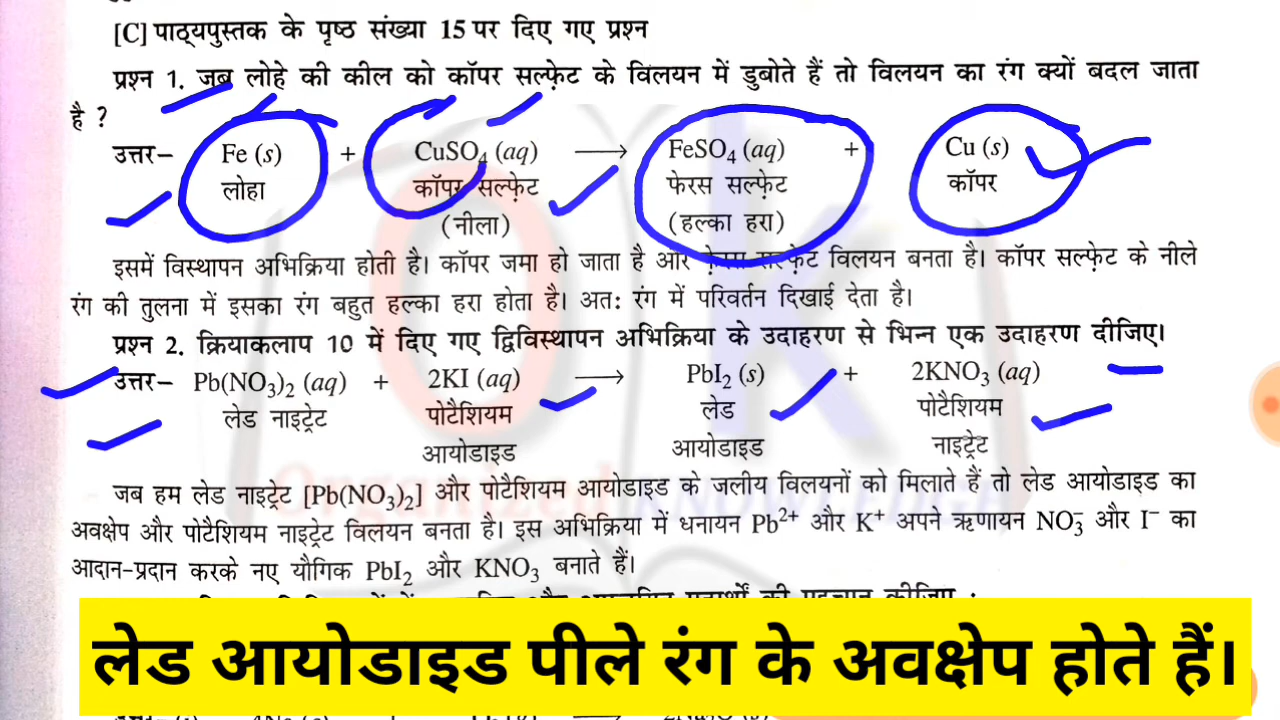 [C] पाठ्यपुस्तक के पृष्ठ संख्या 15 पर दिए गए प्रश्न
प्रश्न 1. जब लोहे की कील को कॉपर सल्फ़ेट के विलयन में डुबोते हैं तो विलयन का रंग क्यों बदल जाता
है ?
उत्तर– Fe (s) + CuSO₄ (aq) ⟶ FeSO₄ (aq) + Cu (s)
लोहा कॉपर सल्फ़ेट फेरस सल्फ़ेट कॉपर
(नीला) (हल्का हरा)
इसमें विस्थापन अभिक्रिया होती है। कॉपर जमा हो जाता है और फ़ेरस सल्फ़ेट विलयन बनता है। कॉपर सल्फ़ेट के नीले
रंग की तुलना में इसका रंग बहुत हल्का हरा होता है। अतः रंग में परिवर्तन दिखाई देता है।
प्रश्न 2. क्रियाकलाप 10 में दिए गए द्विविस्थापन अभिक्रिया के उदाहरण से भिन्न एक उदाहरण दीजिए।
उत्तर– Pb(NO₃)₂ (aq) + 2KI (aq) ⟶ PbI₂ (s) + 2KNO₃ (aq)
लेड नाइट्रेट पोटैशियम लेड पोटैशियम
आयोडाइड आयोडाइड नाइट्रेट
जब हम लेड नाइट्रेट [Pb(NO₃)₂] और पोटैशियम आयोडाइड के जलीय विलयनों को मिलाते हैं तो लेड आयोडाइड का
अवक्षेप और पोटैशियम नाइट्रेट विलयन बनता है। इस अभिक्रिया में धनायन Pb²⁺ और K⁺ अपने ऋणायन NO₃⁻ और I⁻ का
आदान-प्रदान करके नए यौगिक PbI₂ और KNO₃ बनाते हैं।
लेड आयोडाइड पीले रंग के अवक्षेप होते हैं।